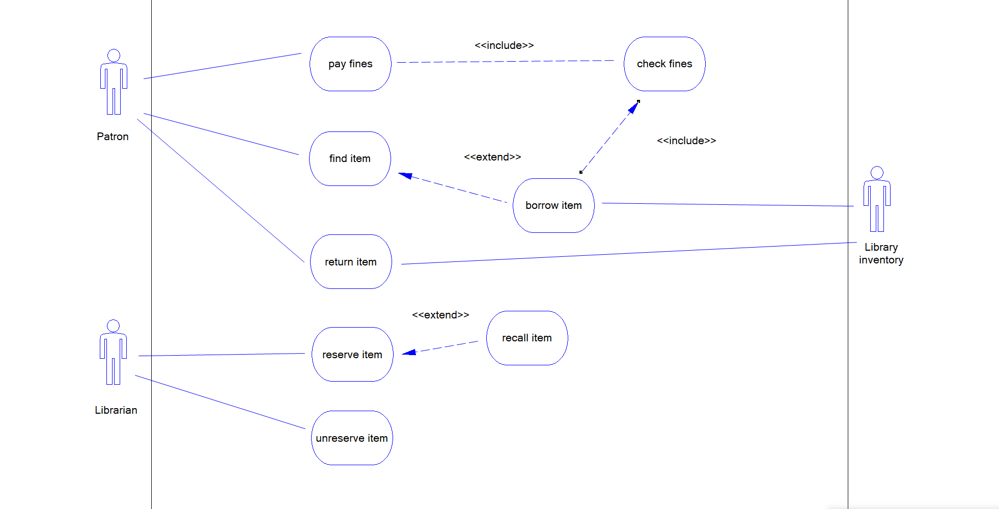 <<include>>
pay fines
check fines
Patron
<<include>>
find item
<<extend>>
borrow item
Library
inventory
return item
<<extend>>
recall item
reserve item
Librarian
unreserve item